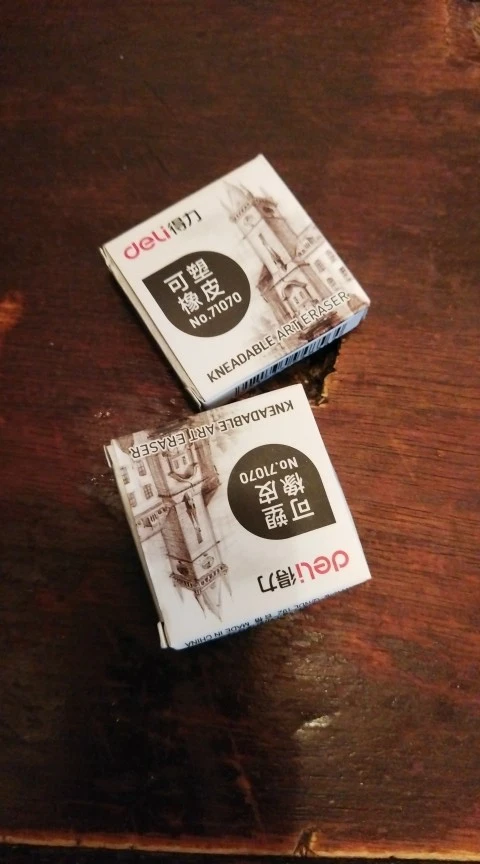 deli得力
可塑
橡皮
No.71070
KNEADABLE ART ERASER
KNEADABLE ART ERASER
可塑
橡皮
No.71070
deli得力
MADE IN CHINA